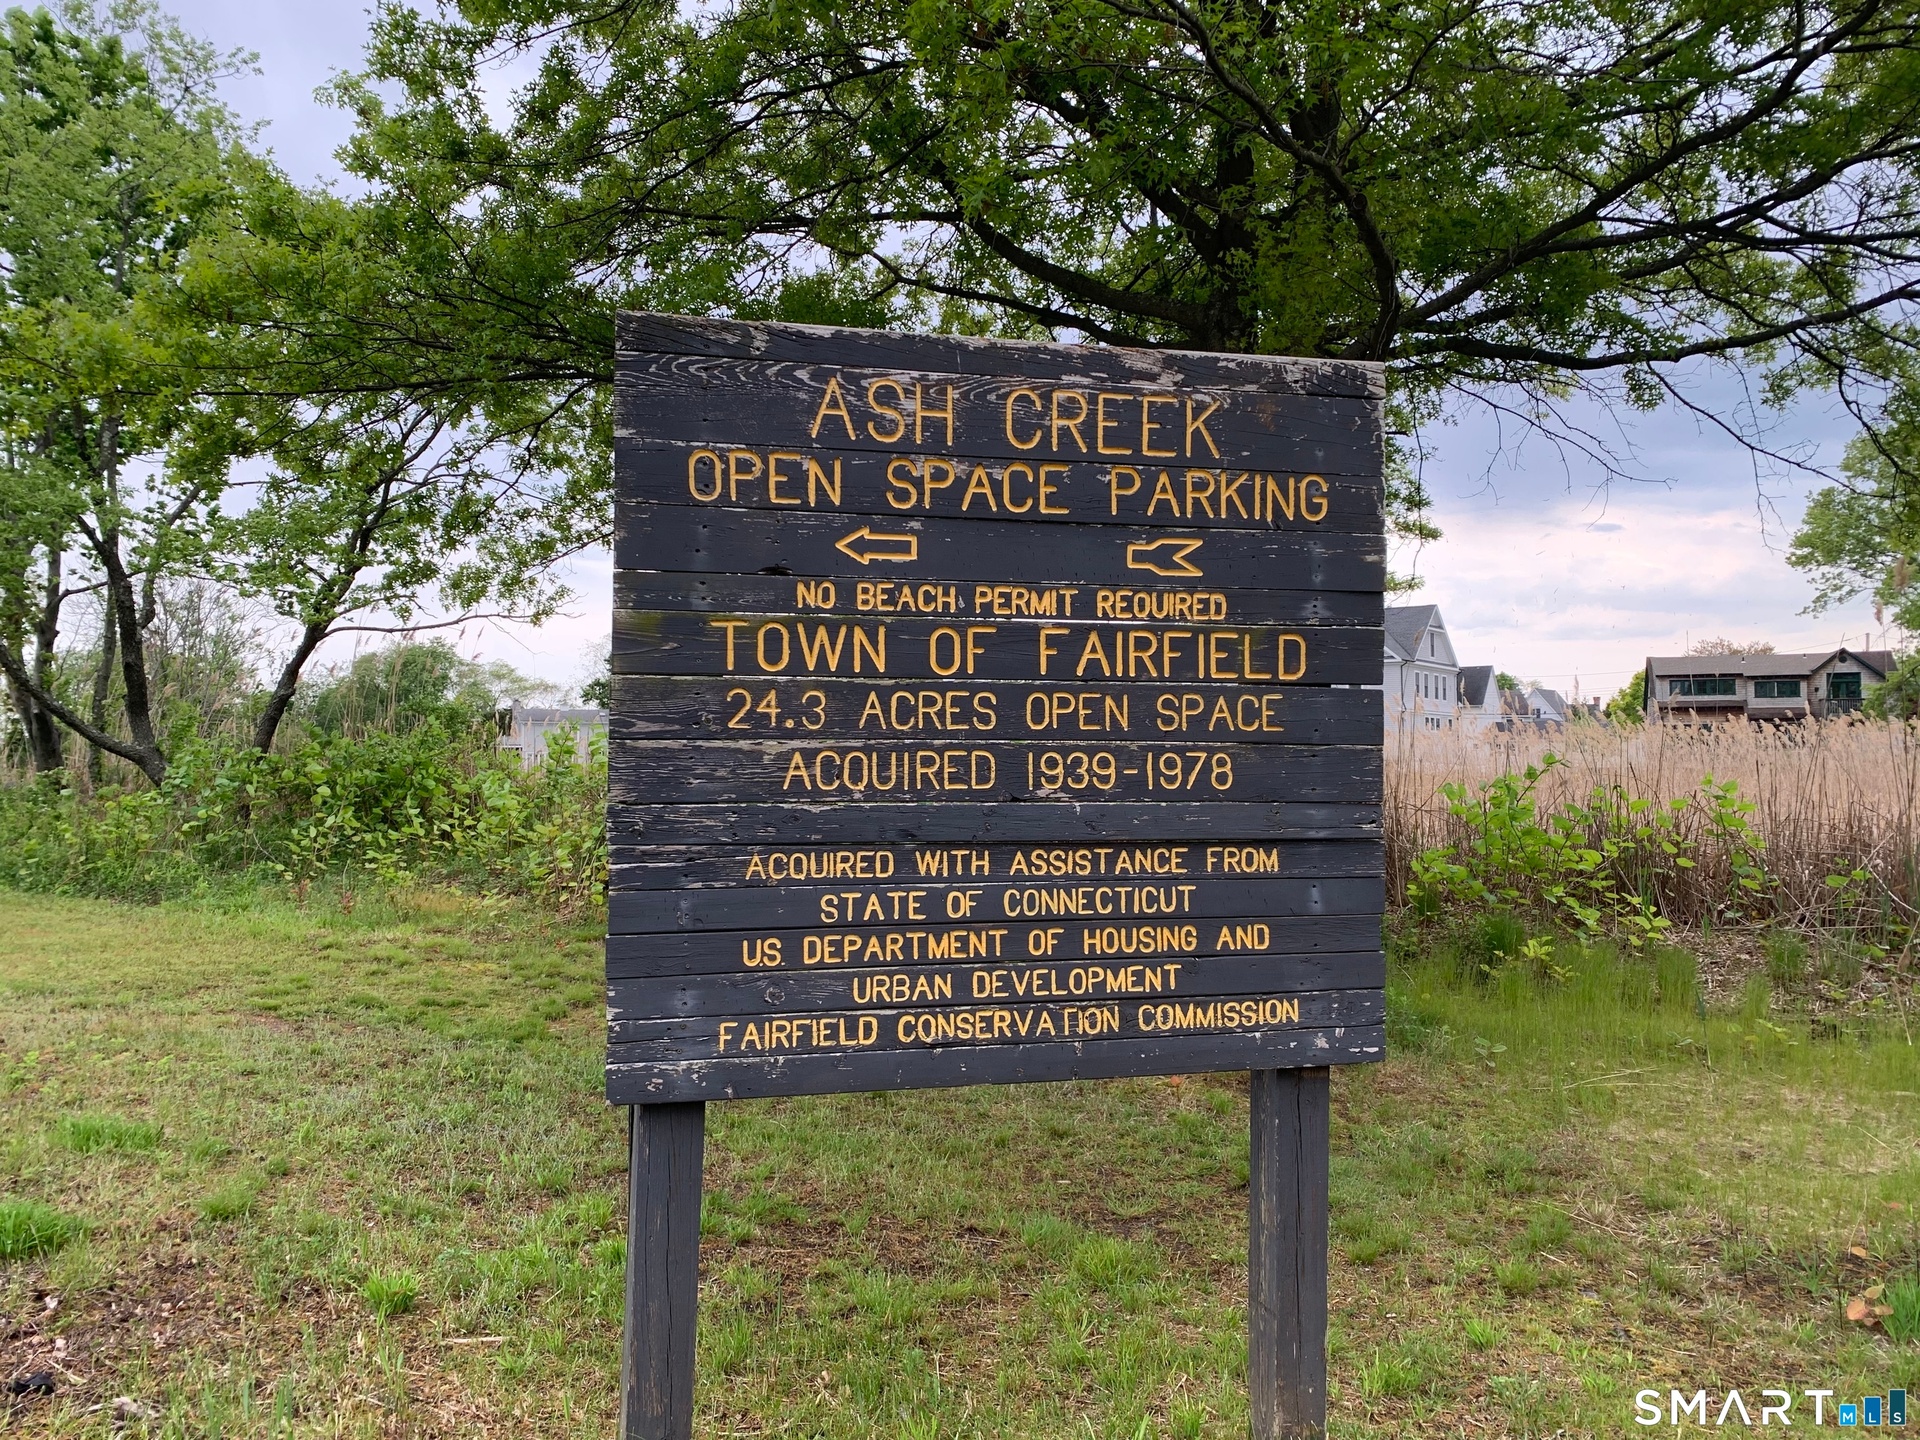 ASH CREEK
OPEN SPACE PARKING
NO BEACH PERMIT REQUIRED
TOWN OF FAIRFIELD
24.3 ACRES OPEN SPACE
ACQUIRED 1939-1978
ACQUIRED WITH ASSISTANCE FROM
STATE OF CONNECTICUT
U.S. DEPARTMENT OF HOUSING AND
URBAN DEVELOPMENT
FAIRFIELD CONSERVATION COMMISSION
SMART MLS